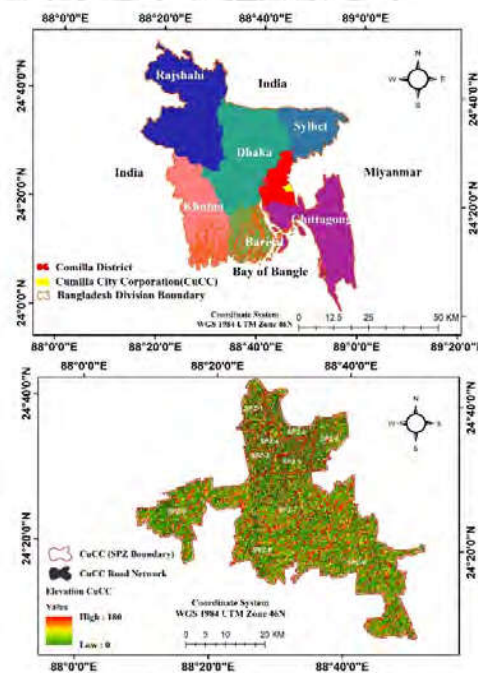 88°0'0"E 88°20'0"E 88°40'0"E 89°0'0"E
N
W E
S
24°40'0"N 24°40'0"N
Rajshahi
India
Sylhet
Dhaka
India
Miyanmar
24°20'0"N 24°20'0"N
Khulna
Chittagong
Barisal
Bay of Bangle
Comilla District
Cumilla City Corporation(CuCC)
Bangladesh Division Boundary
Coordinate System
WGS 1984 UTM Zone 46N
0 12.5 25 50 KM
24°0'0"N 24°0'0"N
88°0'0"E 88°20'0"E 88°40'0"E 89°0'0"E 89°20'0"E
88°0'0"E 88°20'0"E 88°40'0"E
24°40'0"N 24°40'0"N
N
S
SPZ-1
24°20'0"N 24°20'0"N
CuCC (SPZ Boundary)
CuCC Road Network
Elevation CuCC
Value
High : 180
Low : 0
Coordinate System
WGS 1984 UTM Zone 46N
0 5 10 20 KM
88°0'0"E 88°20'0"E 88°40'0"E